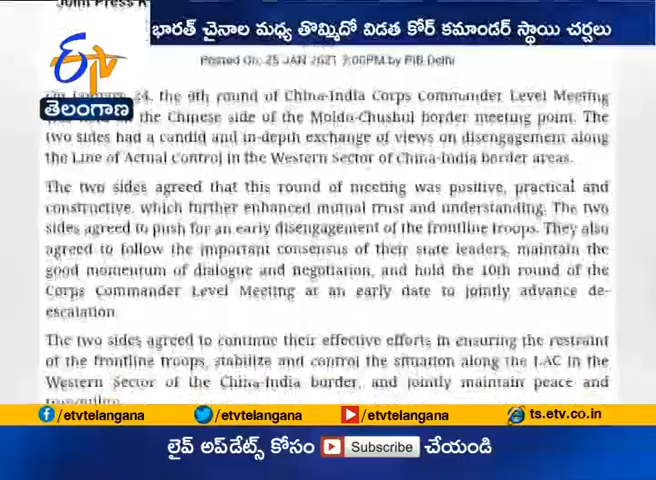 Joint Press R
భారత్ చైనాల మధ్య తొమ్మిదో విడత కోర్ కమాండర్ స్థాయి చర్చలు
Posted On: 25 JAN 2021 7:00PM by PIB Delhi
ETV
తెలంగాణ
24, the 9th round of China-India Corps Commander Level Meeting
the Chinese side of the Moldo-Chushul border meeting point. The
two sides had a candid and in-depth exchange of views on disengagement along
the Line of Actual Control in the Western Sector of China-India border areas.
The two sides agreed that this round of meeting was positive, practical and
constructive, which further enhanced mutual trust and understanding. The two
sides agreed to push for an early disengagement of the frontline troops. They also
agreed to follow the important consensus of their state leaders, maintain the
good momentum of dialogue and negotiation, and hold the 10th round of the
Corps Commander Level Meeting at an early date to jointly advance de-
escalation.
The two sides agreed to continue their effective efforts in ensuring the restraint
of the frontline troops, stabilize and control the situation along the LAC in the
Western Sector of the China-India border, and jointly maintain peace and
/etvtelangana /etvtelangana /etvtelangana ts.etv.co.in
లైవ్ అప్‌డేట్స్ కోసం Subscribe చేయండి